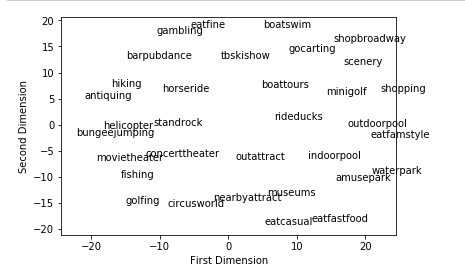 20
15
10
5
0
−5
−10
−15
−20
Second Dimension
eatfine
boatswim
gambling
shopbroadway
gocarting
barpubdance
tbskishow
scenery
hiking
boattours
horseride
shopping
minigolf
antiquing
rideducks
standrock
outdoorpool
helicopter
bungeejumping
eatfamstyle
concerttheater
movietheater
outattract
indoorpool
waterpark
fishing
amusepark
museums
nearbyattract
golfing
circusworld
eatcasual
eatfastfood
−20
−10
0
10
20
First Dimension